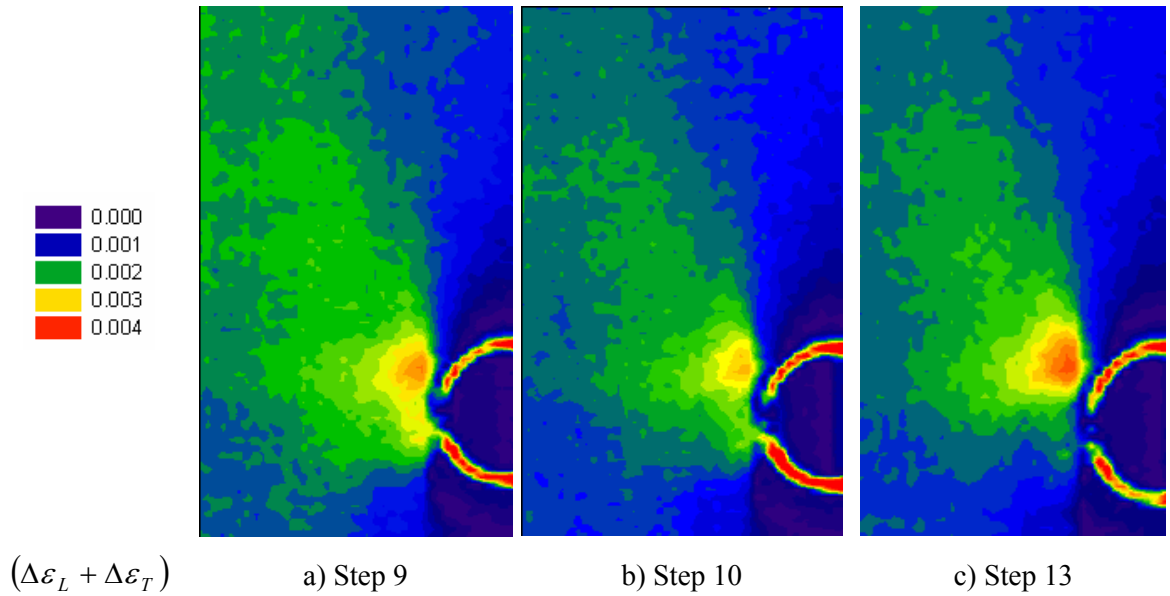 0.000
0.001
0.002
0.003
0.004
(Δε_L + Δε_T)
a) Step 9
b) Step 10
c) Step 13